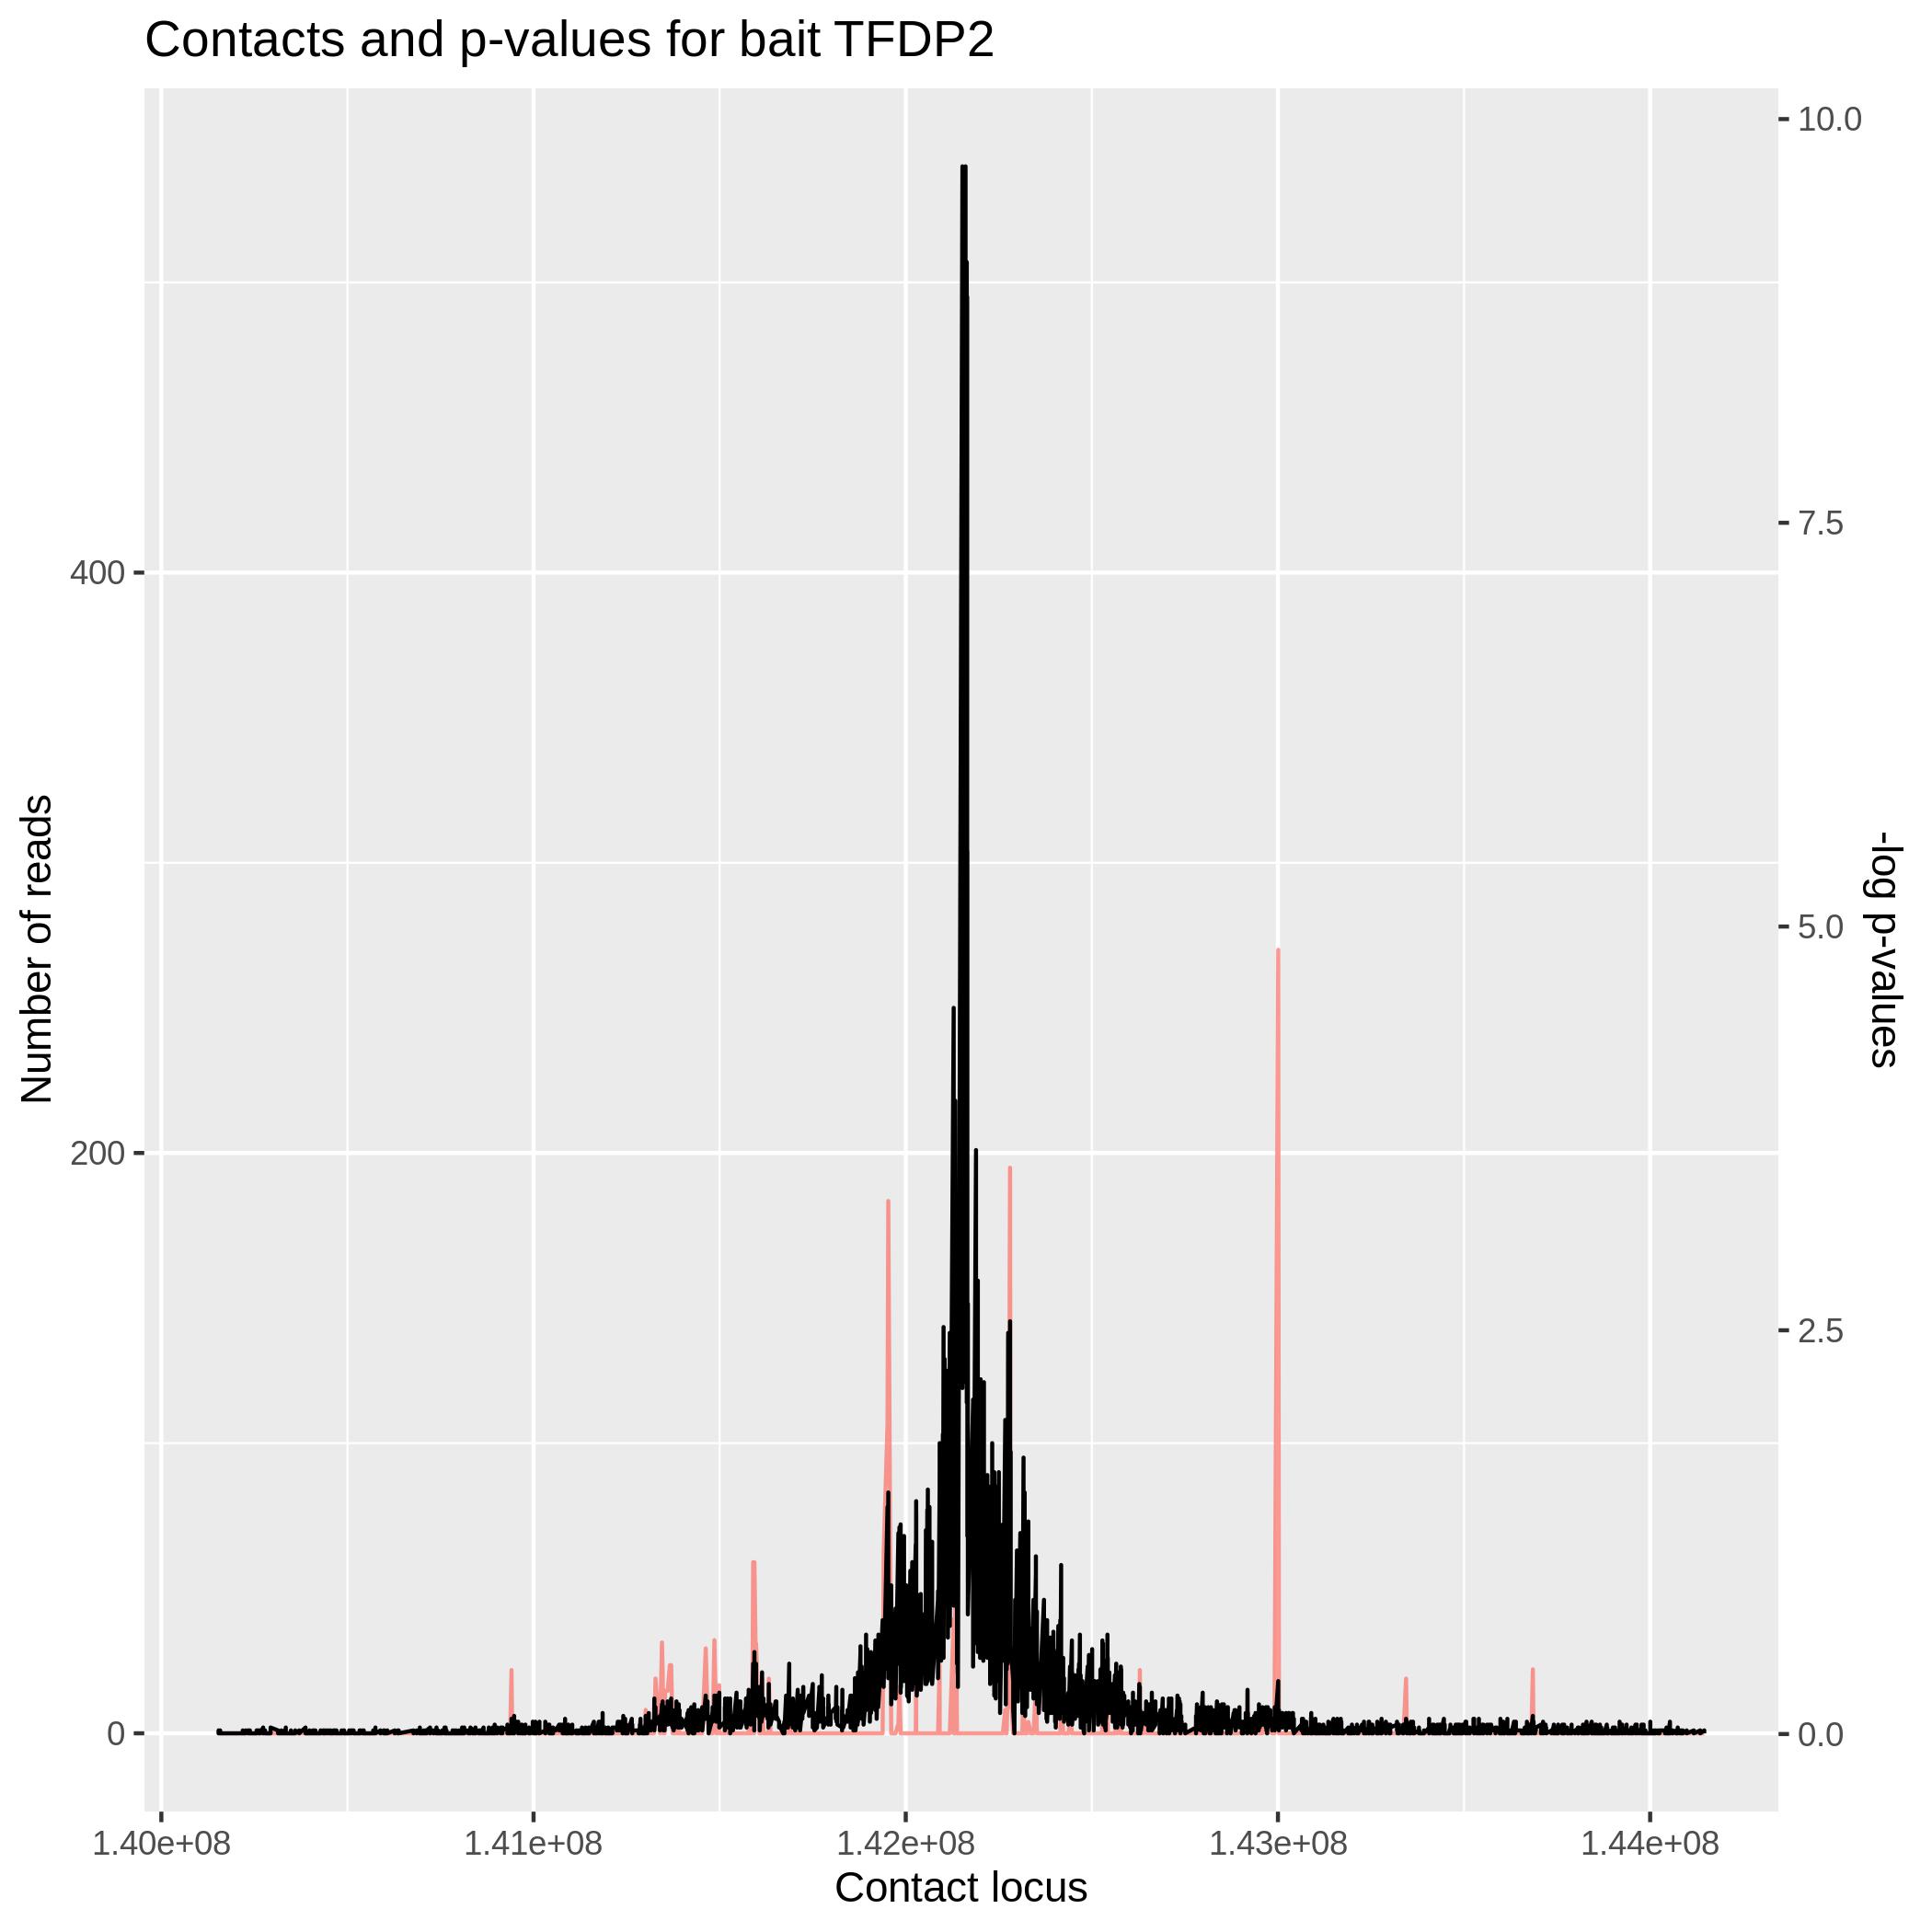 Contacts and p-values for bait TFDP2
Number of reads
400
200
0
10.0
7.5
5.0
2.5
0.0
-log p-values
1.40e+08
1.41e+08
1.42e+08
1.43e+08
1.44e+08
Contact locus